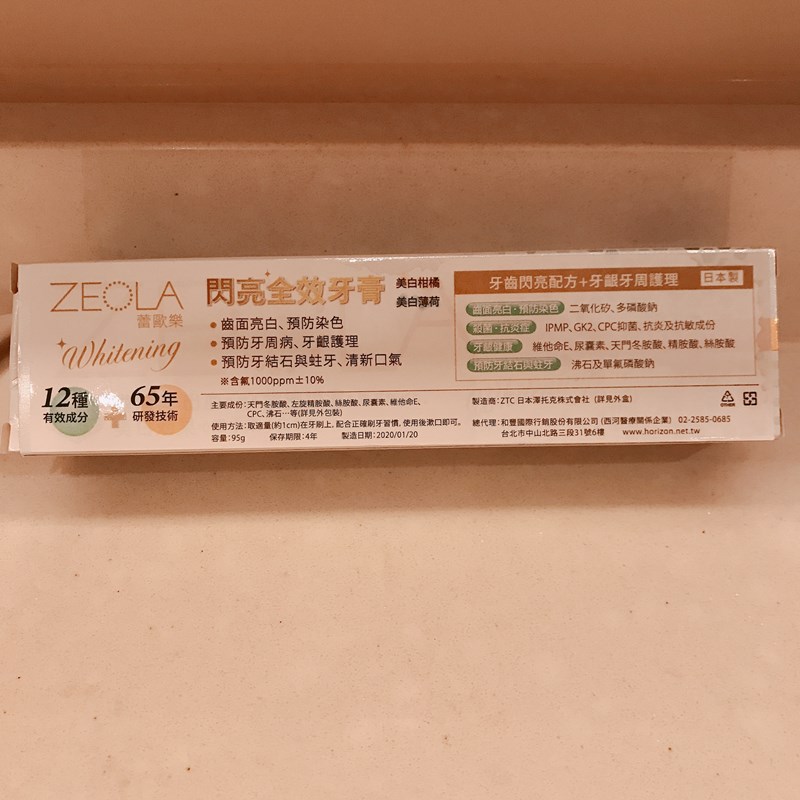 ZEOLA
蕾歐樂
Whitening
12種
有效成分
+
65年
研發技術
閃亮全效牙膏
美白柑橘
美白薄荷
• 齒面亮白、預防染色
• 預防牙周病、牙齦護理
• 預防牙結石與蛀牙、清新口氣
※含氟1000ppm±10%
牙齒閃亮配方+牙齦牙周護理 日本製
齒面亮白・預防染色 二氧化矽、多磷酸鈉
殺菌・抗炎症 IPMP、GK2、CPC抑菌、抗炎及抗敏成份
牙齦健康 維他命E、尿囊素、天門冬胺酸、精胺酸、絲胺酸
預防牙結石與蛀牙 沸石及單氟磷酸鈉
主要成份:天門冬胺酸、左旋精胺酸、絲胺酸、尿囊素、維他命E、
CPC、沸石…等(詳見外包裝)
使用方法:取適量(約1cm)在牙刷上, 配合正確刷牙習慣, 使用後漱口即可。
容量:95g 保存期限:4年 製造日期:2020/01/20
製造商:ZTC 日本澤托克株式會社 (詳見外盒)
總代理:和豐國際行銷股份有限公司 (西河醫療關係企業) 02-2585-0685
台北市中山北路三段31號6樓 www.horizon.net.tw